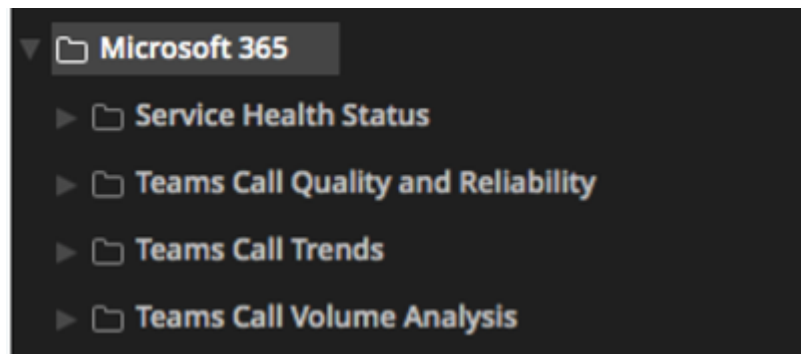 Microsoft 365
Service Health Status
Teams Call Quality and Reliability
Teams Call Trends
Teams Call Volume Analysis